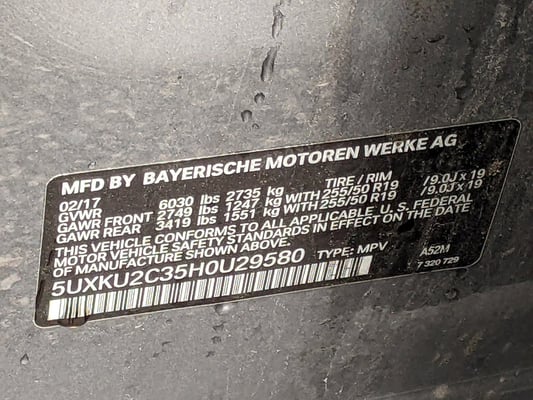 MFD BY BAYERISCHE MOTOREN WERKE AG
02/17 TIRE / RIM
GVWR 6030 lbs 2735 kg
GAWR FRONT 2749 lbs 1247 kg WITH 255/50 R19 /9.0J x 19
GAWR REAR 3419 lbs 1551 kg WITH 255/50 R19 /9.0J x 19
THIS VEHICLE CONFORMS TO ALL APPLICABLE U. S. FEDERAL
MOTOR VEHICLE SAFETY STANDARDS IN EFFECT ON THE DATE
OF MANUFACTURE SHOWN ABOVE.
5UXKU2C35H0U29580 TYPE: MPV A52M
7 320 729